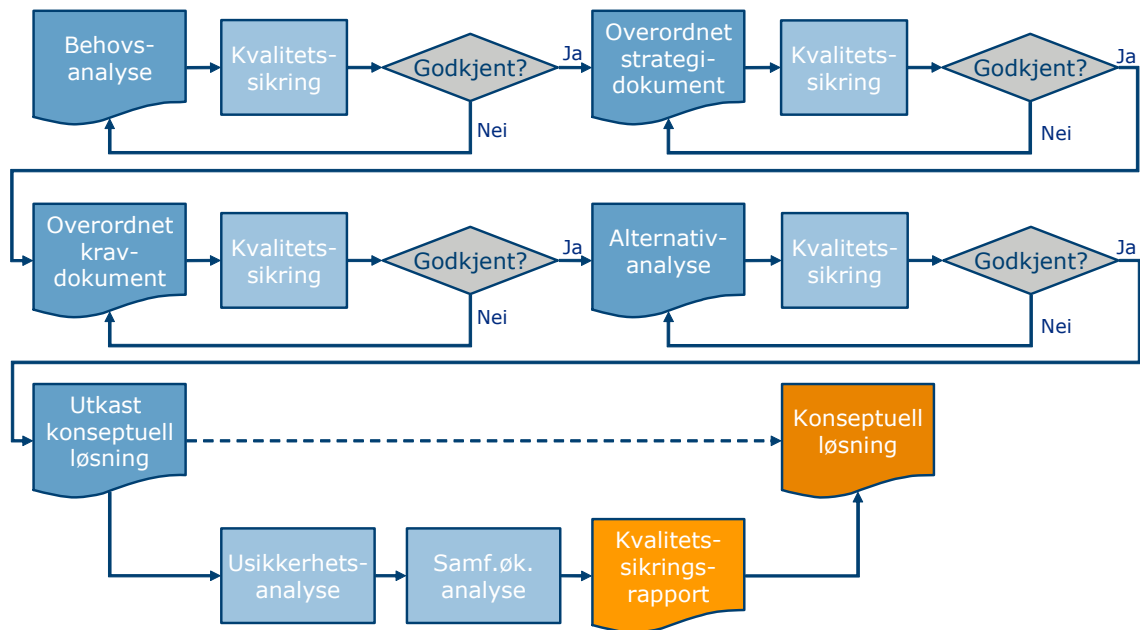 Behovs-
analyse
Kvalitets-
sikring
Godkjent?
Ja
Nei
Overordnet
strategi-
dokument
Kvalitets-
sikring
Godkjent?
Ja
Nei
Overordnet
krav-
dokument
Kvalitets-
sikring
Godkjent?
Ja
Nei
Alternativ-
analyse
Kvalitets-
sikring
Godkjent?
Ja
Nei
Utkast
konseptuell
løsning
Konseptuell
løsning
Usikkerhets-
analyse
Samf.øk.
analyse
Kvalitets-
sikrings-
rapport